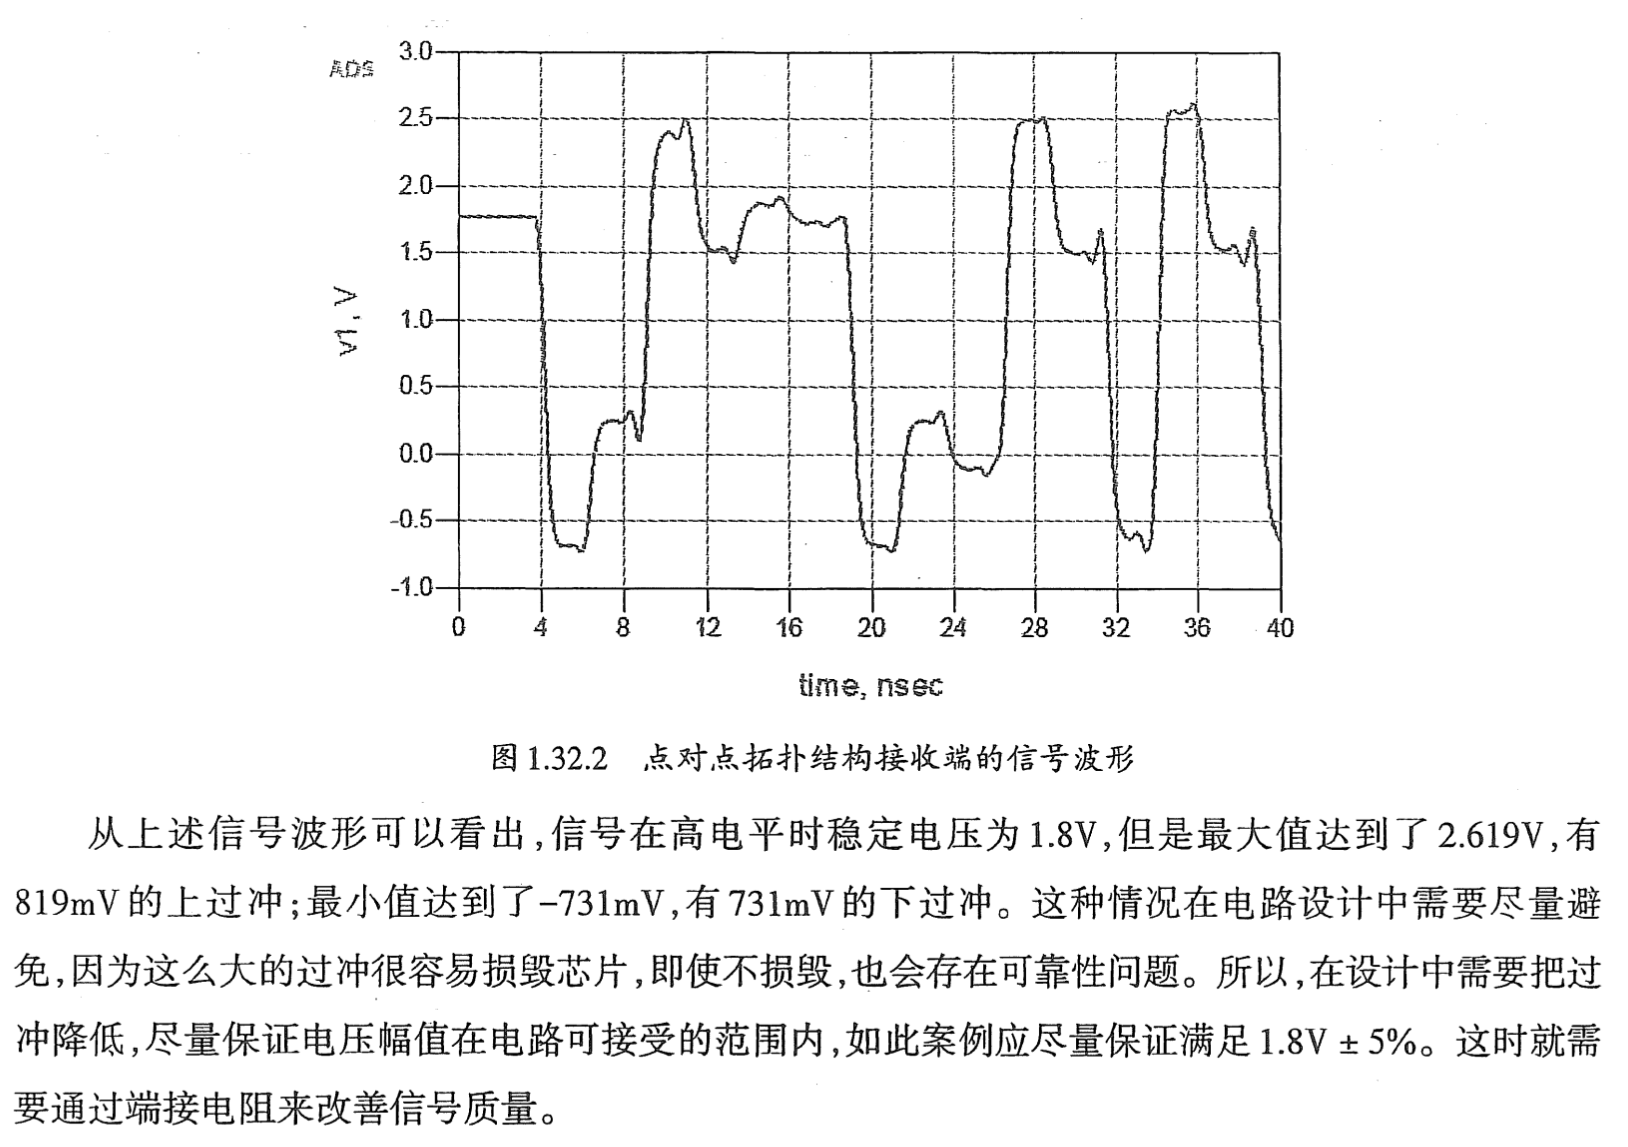 ADS
3.0
2.5
2.0
1.5
1.0
0.5
0.0
-0.5
-1.0
V1, V
0 4 8 12 16 20 24 28 32 36 40
time, nsec
图 1.32.2 点对点拓扑结构接收端的信号波形
从上述信号波形可以看出,信号在高电平时稳定电压为 1.8V,但是最大值达到了 2.619V,有
819mV 的上过冲;最小值达到了–731mV,有 731mV 的下过冲。这种情况在电路设计中需要尽量避
免,因为这么大的过冲很容易损毁芯片,即使不损毁,也会存在可靠性问题。所以,在设计中需要把过
冲降低,尽量保证电压幅值在电路可接受的范围内,如此案例应尽量保证满足 1.8V ± 5%。这时就需
要通过端接电阻来改善信号质量。